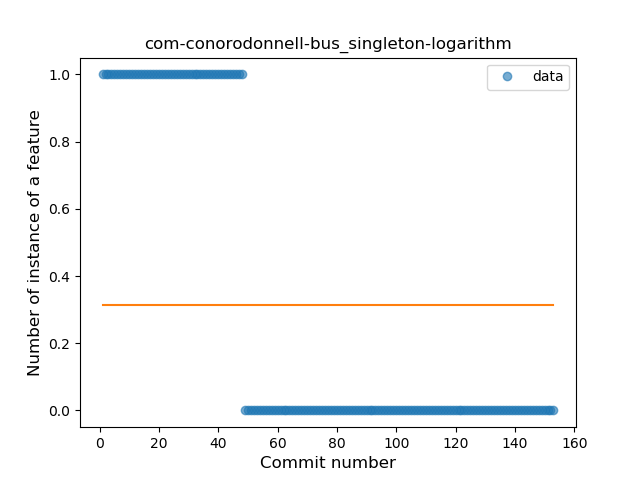 com-conorodonnell-bus_singleton-logarithm
data
Number of instance of a feature
1.0
0.8
0.6
0.4
0.2
0.0
0 20 40 60 80 100 120 140 160
Commit number